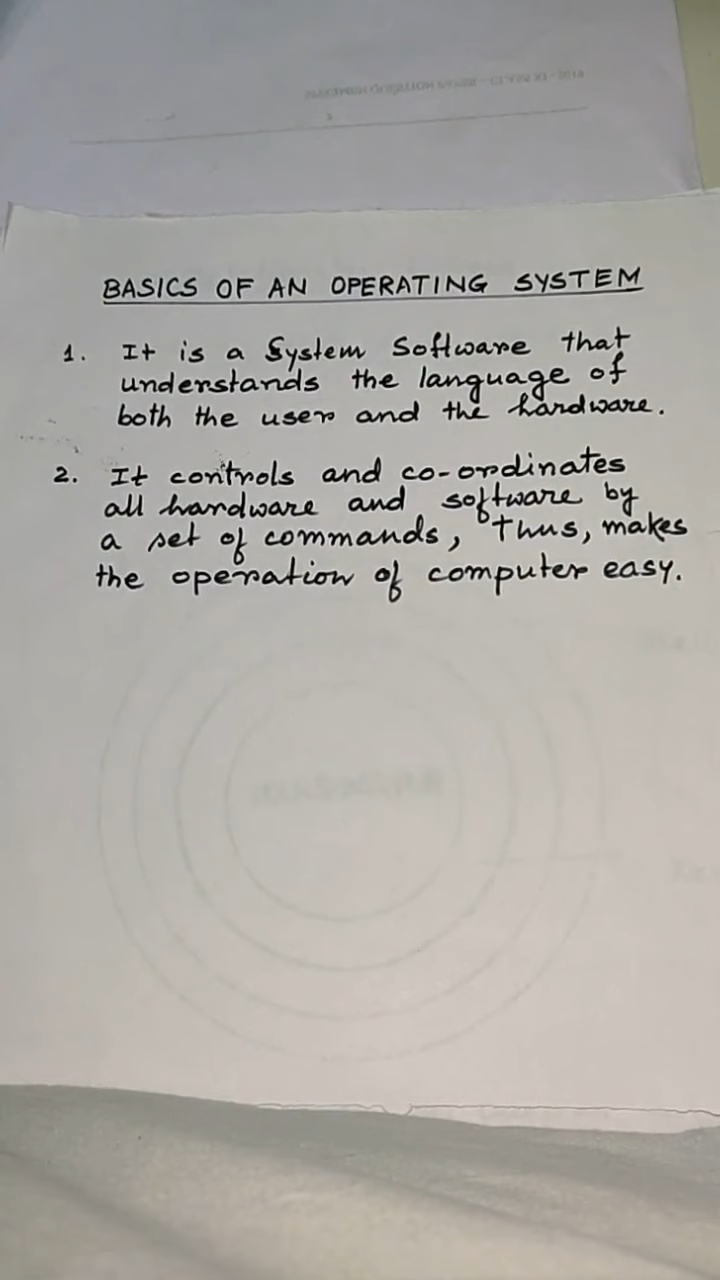 BASICS OF AN OPERATING SYSTEM
1. It is a System Software that
understands the language of
both the user and the hardware.
2. It controls and co-ordinates
all hardware and software by
a set of commands, thus, makes
the operation of computer easy.